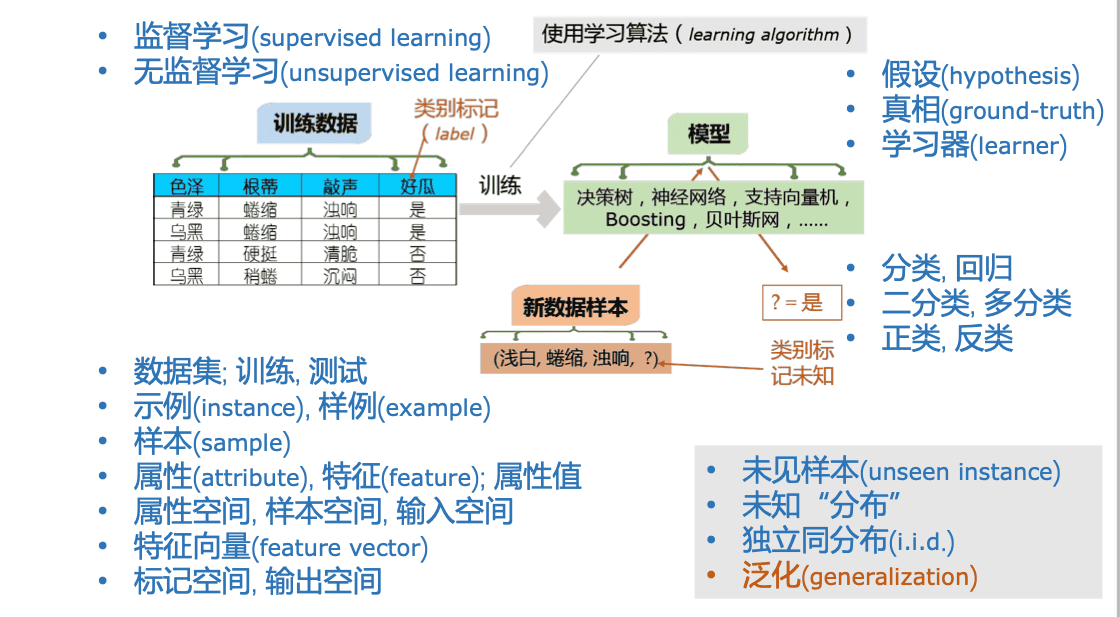 • 监督学习(supervised learning)
• 无监督学习(unsupervised learning)
使用学习算法（learning algorithm）
• 假设(hypothesis)
• 真相(ground-truth)
• 学习器(learner)
训练数据
类别标记
（label）
模型
色泽 根蒂 敲声 好瓜
青绿 蜷缩 浊响 是
乌黑 蜷缩 浊响 是
青绿 硬挺 清脆 否
乌黑 稍蜷 沉闷 否
训练
决策树，神经网络，支持向量机，
Boosting，贝叶斯网，……
新数据样本
(浅白, 蜷缩, 浊响, ?)
?=是
类别标
记未知
• 分类, 回归
• 二分类, 多分类
• 正类, 反类
• 数据集; 训练, 测试
• 示例(instance), 样例(example)
• 样本(sample)
• 属性(attribute), 特征(feature); 属性值
• 属性空间, 样本空间, 输入空间
• 特征向量(feature vector)
• 标记空间, 输出空间
• 未见样本(unseen instance)
• 未知“分布”
• 独立同分布(i.i.d.)
• 泛化(generalization)